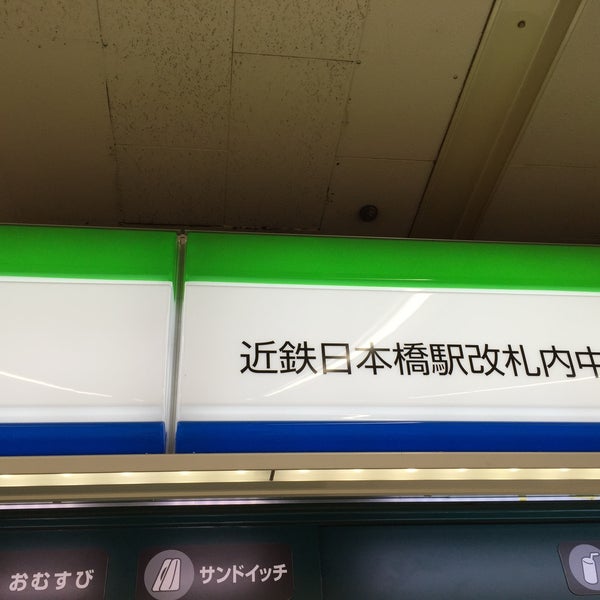 近鉄日本橋駅改札内中
おむすび
サンドイッチ